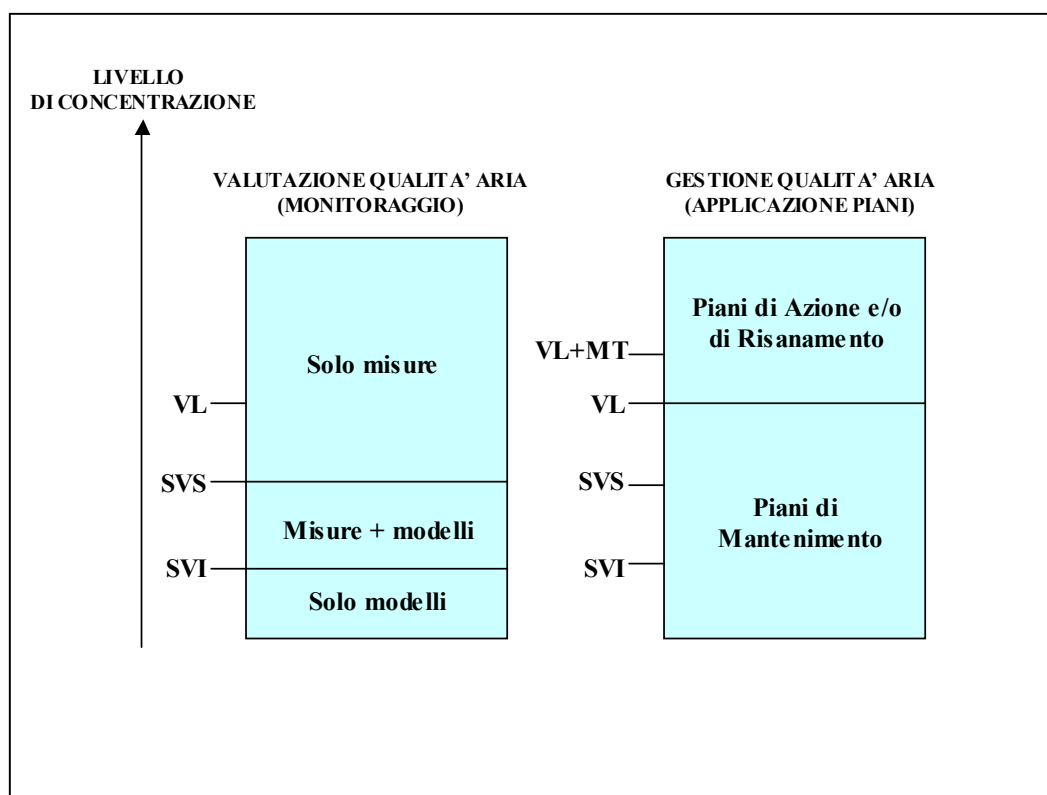 LIVELLO
DI CONCENTRAZIONE
VALUTAZIONE QUALITA' ARIA
(MONITORAGGIO)
Solo misure
VL
SVS
Misure + modelli
SVI
Solo modelli
GESTIONE QUALITA' ARIA
(APPLICAZIONE PIANI)
Piani di Azione e/o
di Risanamento
VL+MT
VL
SVS
Piani di
Mantenimento
SVI